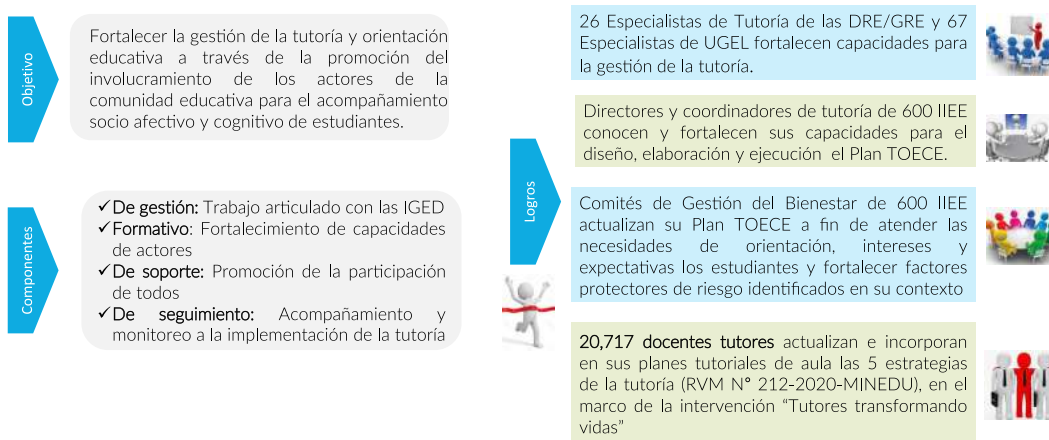 Objetivo
Fortalecer la gestión de la tutoría y orientación
educativa a través de la promoción del
involucramiento de los actores de la
comunidad educativa para el acompañamiento
socio afectivo y cognitivo de estudiantes.
Componentes
✓De gestión: Trabajo articulado con las IGED
✓Formativo: Fortalecimiento de capacidades
de actores
✓De soporte: Promoción de la participación
de todos
✓De seguimiento: Acompañamiento y
monitoreo a la implementación de la tutoría
Logros
26 Especialistas de Tutoría de las DRE/GRE y 67
Especialistas de UGEL fortalecen capacidades para
la gestión de la tutoría.
Directores y coordinadores de tutoría de 600 IIEE
conocen y fortalecen sus capacidades para el
diseño, elaboración y ejecución el Plan TOECE.
Comités de Gestión del Bienestar de 600 IIEE
actualizan su Plan TOECE a fin de atender las
necesidades de orientación, intereses y
expectativas los estudiantes y fortalecer factores
protectores de riesgo identificados en su contexto
20,717 docentes tutores actualizan e incorporan
en sus planes tutoriales de aula las 5 estrategias
de la tutoría (RVM N° 212-2020-MINEDU), en el
marco de la intervención “Tutores transformando
vidas”